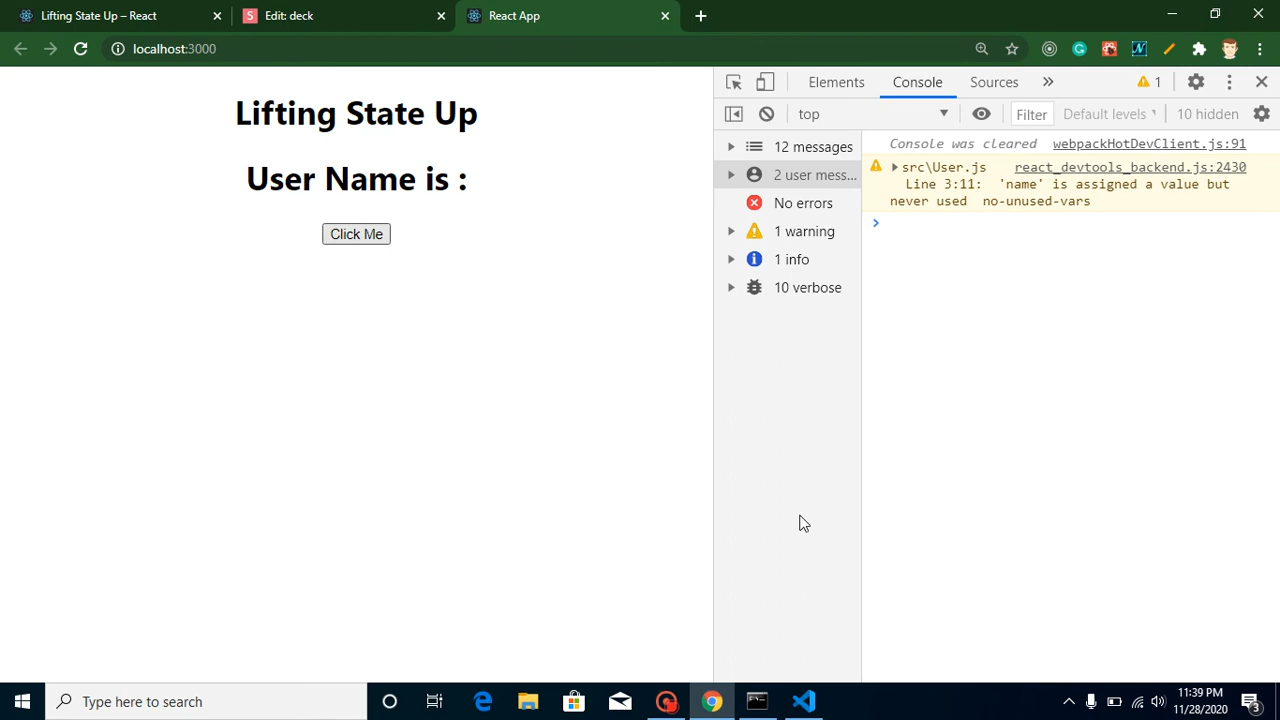 Lifting State Up – React
Edit: deck
React App
localhost:3000
Lifting State Up
User Name is :
Click Me
Elements
Console
Sources
1
top
Filter
Default levels
10 hidden
12 messages
2 user mess...
No errors
1 warning
1 info
10 verbose
Console was cleared webpackHotDevClient.js:91
src\User.js react_devtools_backend.js:2430
Line 3:11: 'name' is assigned a value but
never used no-unused-vars
Type here to search
11:39 PM
11/28/2020
3